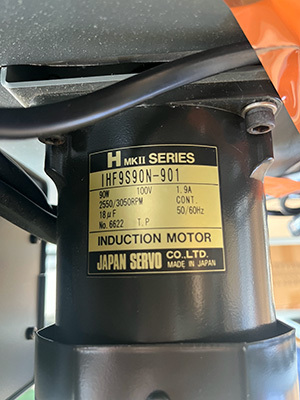 H MKII SERIES
IHF9S90N-901
90W 100V 1.9A
2550/3050RPM CONT.
18μF 50/60Hz
No. 6622 T.P
INDUCTION MOTOR
JAPAN SERVO CO.,LTD.
MADE IN JAPAN